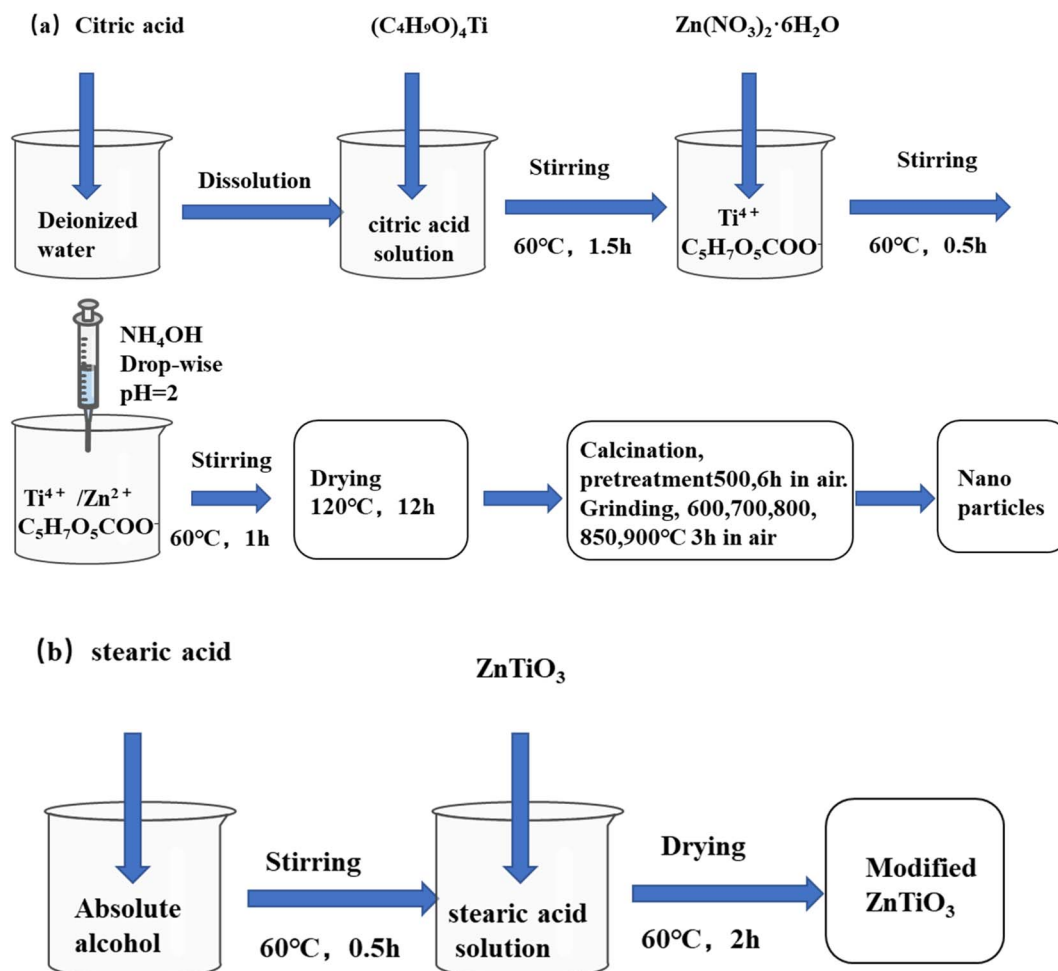 (a) Citric acid
(C4H9O)4Ti
Zn(NO3)2·6H2O
Deionized
water
Dissolution
citric acid
solution
Stirring
60℃, 1.5h
Ti⁴⁺
C₅H₇O₅COO⁻
Stirring
60℃, 0.5h
NH₄OH
Drop-wise
pH=2
Ti⁴⁺ /Zn²⁺
C₅H₇O₅COO⁻
Stirring
60℃, 1h
Drying
120℃, 12h
Calcination,
pretreatment500,6h in air.
Grinding, 600,700,800,
850,900℃ 3h in air
Nano
particles
(b) stearic acid
ZnTiO₃
Absolute
alcohol
Stirring
60℃, 0.5h
stearic acid
solution
Drying
60℃, 2h
Modified
ZnTiO₃